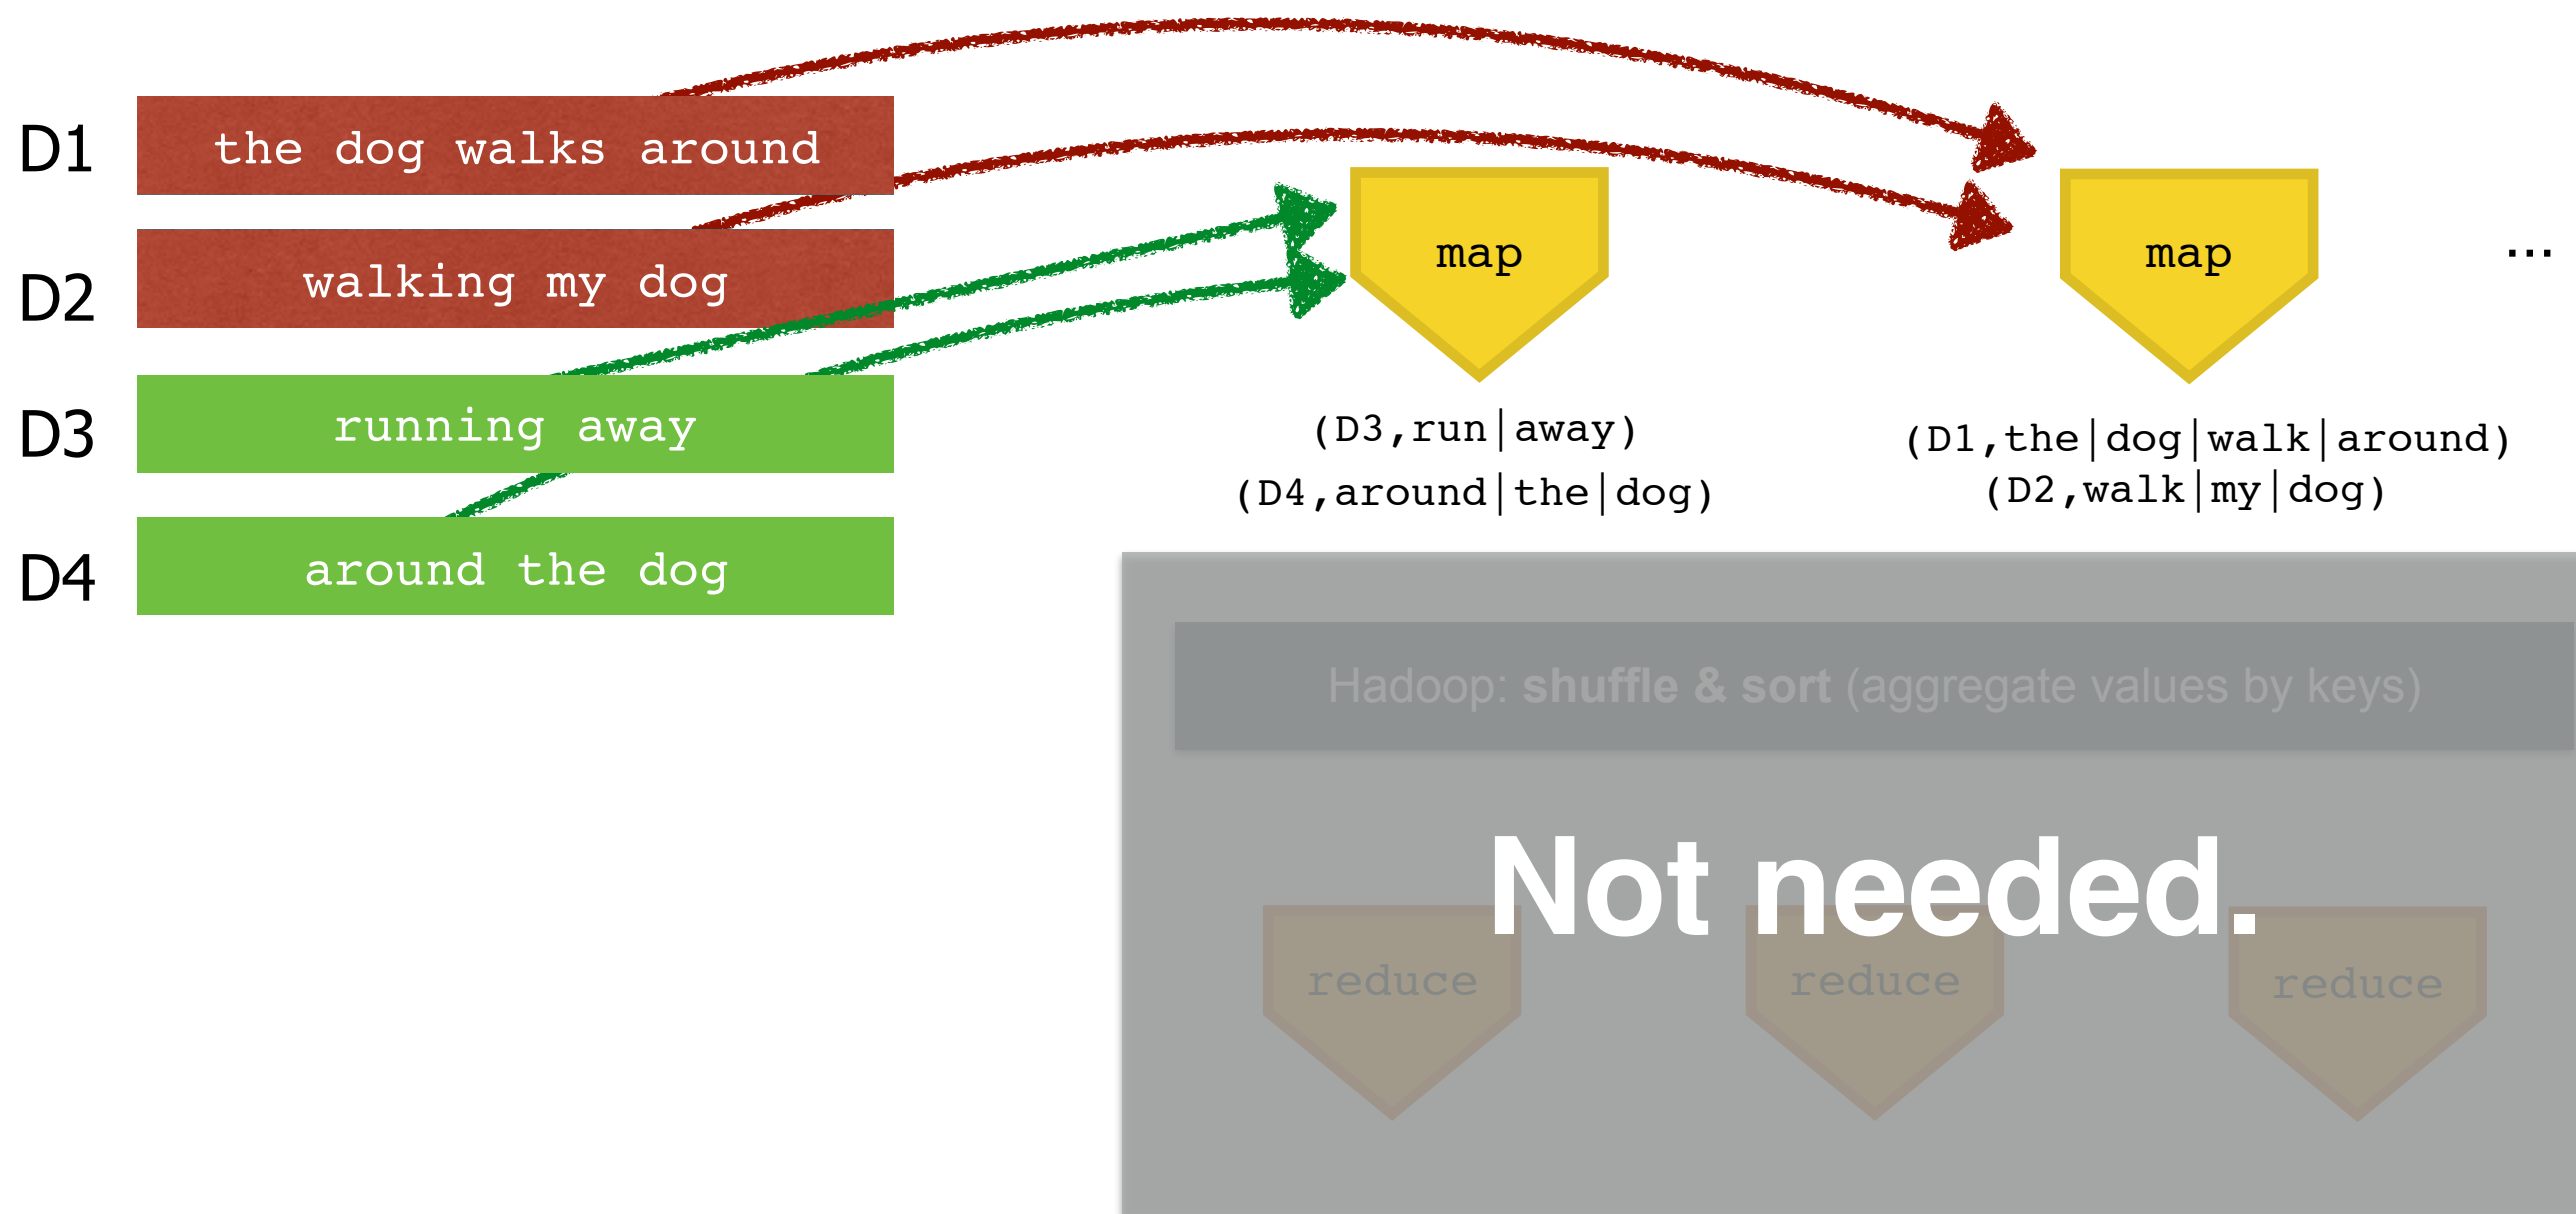 D1
the dog walks around
D2
walking my dog
D3
running away
D4
around the dog
map
map
...
(D3,run|away)
(D4,around|the|dog)
(D1,the|dog|walk|around)
(D2,walk|my|dog)
Hadoop: shuffle & sort (aggregate values by keys)
Not needed.
reduce
reduce
reduce